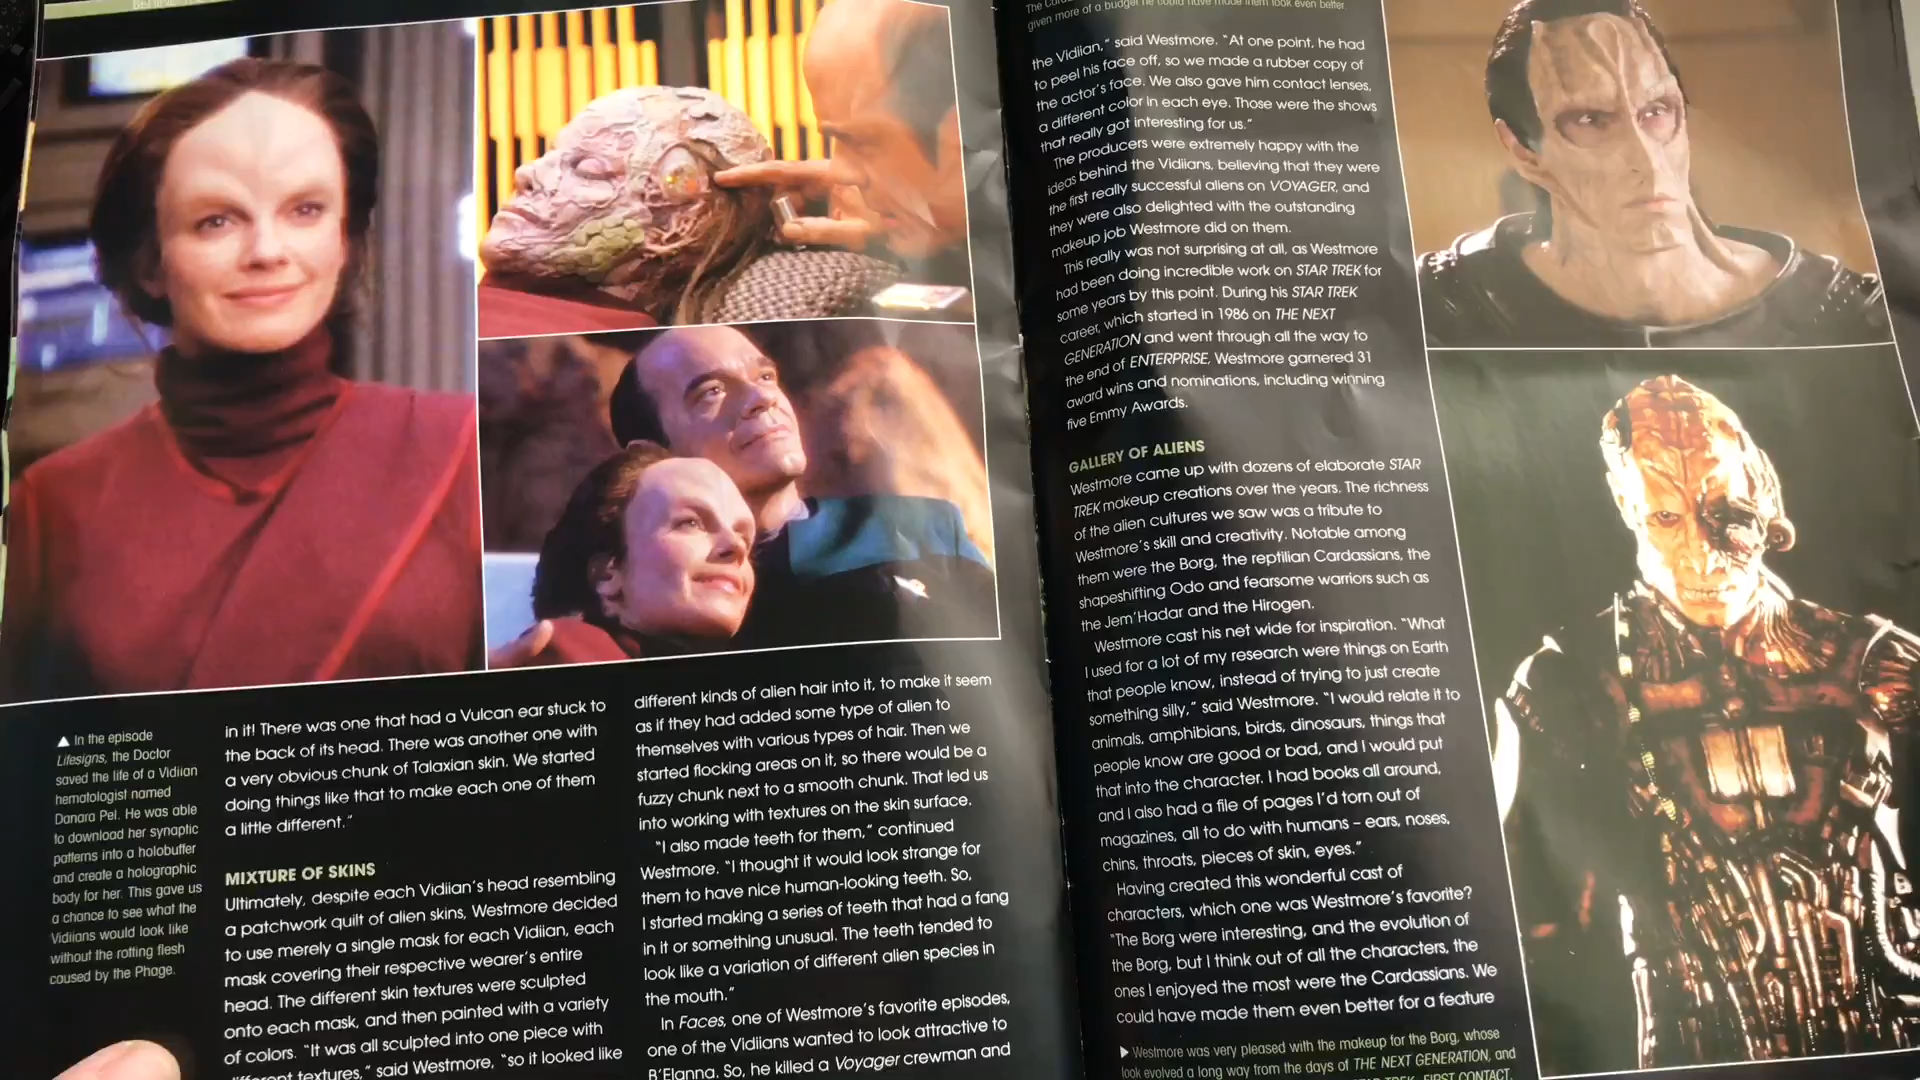 ▲ In the episode
Lifesigns, the Doctor
saved the life of a Vidiian
hematologist named
Danara Pel. He was able
to download her synaptic
patterns into a holobuffer
and create a holographic
body for her. This gave us
a chance to see what the
Vidiians would look like
without the rotting flesh
caused by the Phage.
in it! There was one that had a Vulcan ear stuck to
the back of its head. There was another one with
a very obvious chunk of Talaxian skin. We started
doing things like that to make each one of them
a little different."
MIXTURE OF SKINS
Ultimately, despite each Vidiian's head resembling
a patchwork quilt of alien skins, Westmore decided
to use merely a single mask for each Vidiian, each
mask covering their respective wearer's entire
head. The different skin textures were sculpted
onto each mask, and then painted with a variety
of colors. "It was all sculpted into one piece with
different textures," said Westmore, "so it looked like
different kinds of alien hair into it, to make it seem
as if they had added some type of alien to
themselves with various types of hair. Then we
started flocking areas on it, so there would be a
fuzzy chunk next to a smooth chunk. That led us
into working with textures on the skin surface.
"I also made teeth for them," continued
Westmore. "I thought it would look strange for
them to have nice human-looking teeth. So,
I started making a series of teeth that had a fang
in it or something unusual. The teeth tended to
look like a variation of different alien species in
the mouth."
In Faces, one of Westmore's favorite episodes,
one of the Vidiians wanted to look attractive to
B'Elanna. So, he killed a Voyager crewman and
given more of a budget he could have made them look even better.
the Vidiian," said Westmore. "At one point, he had
to peel his face off, so we made a rubber copy of
the actor's face. We also gave him contact lenses,
a different color in each eye. Those were the shows
that really got interesting for us."
The producers were extremely happy with the
ideas behind the Vidiians, believing that they were
the first really successful aliens on VOYAGER, and
they were also delighted with the outstanding
makeup job Westmore did on them.
This really was not surprising at all, as Westmore
had been doing incredible work on STAR TREK for
some years by this point. During his STAR TREK
career, which started in 1986 on THE NEXT
GENERATION and went through all the way to
the end of ENTERPRISE, Westmore garnered 31
award wins and nominations, including winning
five Emmy Awards.
GALLERY OF ALIENS
Westmore came up with dozens of elaborate STAR
TREK makeup creations over the years. The richness
of the alien cultures we saw was a tribute to
Westmore's skill and creativity. Notable among
them were the Borg, the reptilian Cardassians, the
shapeshifting Odo and fearsome warriors such as
the Jem'Hadar and the Hirogen.
Westmore cast his net wide for inspiration. "What
I used for a lot of my research were things on Earth
that people know, instead of trying to just create
something silly," said Westmore. "I would relate it to
animals, amphibians, birds, dinosaurs, things that
people know are good or bad, and I would put
that into the character. I had books all around,
and I also had a file of pages I'd torn out of
magazines, all to do with humans – ears, noses,
chins, throats, pieces of skin, eyes."
Having created this wonderful cast of
characters, which one was Westmore's favorite?
"The Borg were interesting, and the evolution of
the Borg, but I think out of all the characters, the
ones I enjoyed the most were the Cardassians. We
could have made them even better for a feature
▶ Westmore was very pleased with the makeup for the Borg, whose
look evolved a long way from the days of THE NEXT GENERATION, and
STAR TREK: FIRST CONTACT,